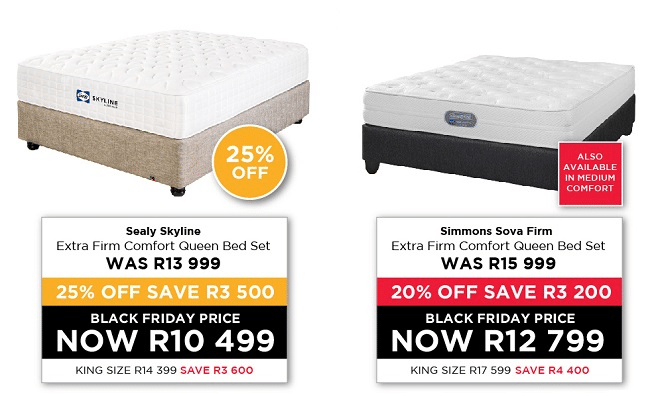 SKYLINE
25%
OFF
ALSO
AVAILABLE
IN MEDIUM
COMFORT
Sealy Skyline
Extra Firm Comfort Queen Bed Set
WAS R13 999
25% OFF SAVE R3 500
BLACK FRIDAY PRICE
NOW R10 499
KING SIZE R14 399 SAVE R3 600
Simmons Sova Firm
Extra Firm Comfort Queen Bed Set
WAS R15 999
20% OFF SAVE R3 200
BLACK FRIDAY PRICE
NOW R12 799
KING SIZE R17 599 SAVE R4 400